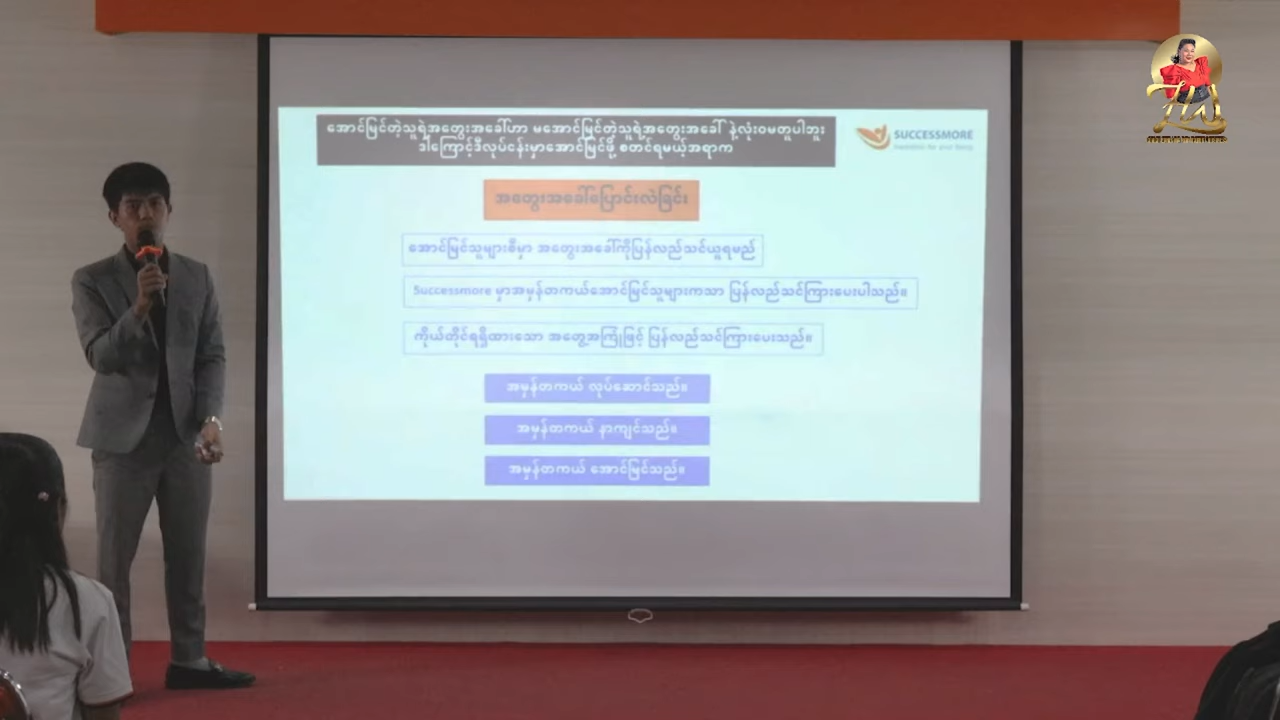 အောင်မြင်တဲ့သူရဲ့အတွေးအခေါ်ဟာ မအောင်မြင်တဲ့သူရဲ့အတွေးအခေါ် နဲ့လုံးဝမတူပါဘူး
ဒါကြောင့်ဒီလုပ်ငန်းမှာအောင်မြင်ဖို့ စတင်ရမယ့်အရာက
SUCCESSMORE
အတွေးအခေါ်ပြောင်းလဲခြင်း
အောင်မြင်သူများစီမှာ အတွေးအခေါ်ကိုပြန်လည်သင်ယူရမည်
Successmore မှာအမှန်တကယ်အောင်မြင်သူများကသာ ပြန်လည်သင်ကြားပေးပါသည်။
ကိုယ်တိုင်ရရှိထားသော အတွေ့အကြုံဖြင့် ပြန်လည်သင်ကြားပေးသည်။
အမှန်တကယ် လုပ်ဆောင်သည်။
အမှန်တကယ် နာကျင်သည်။
အမှန်တကယ် အောင်မြင်သည်။